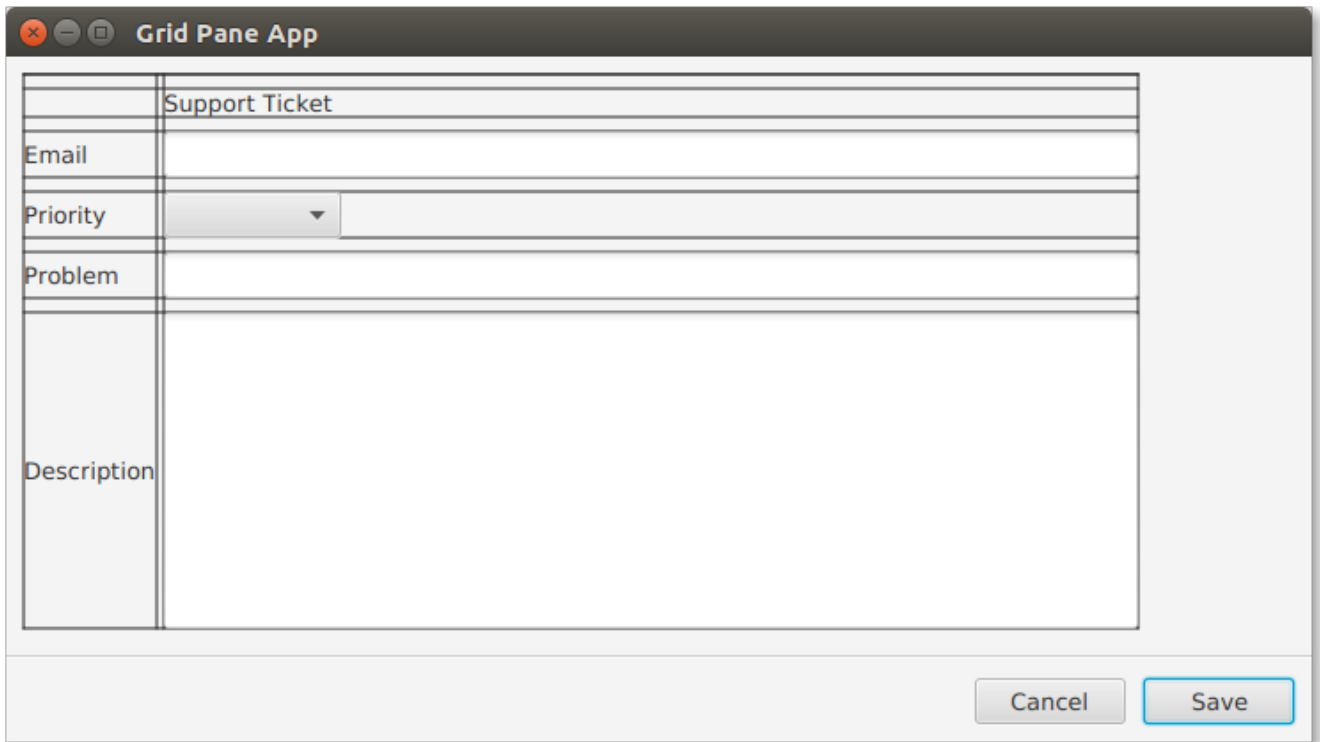 Grid Pane App
Support Ticket
Email
Priority
Problem
Description
Cancel
Save